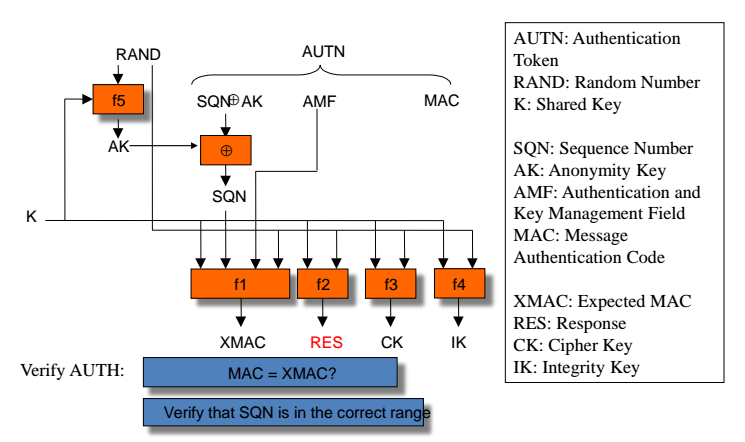 AUTN
RAND
f5
SQN⊕AK
AMF
MAC
AK
⊕
SQN
K
f1
f2
f3
f4
XMAC
RES
CK
IK
Verify AUTH:
MAC = XMAC?
Verify that SQN is in the correct range
AUTN: Authentication
Token
RAND: Random Number
K: Shared Key
SQN: Sequence Number
AK: Anonymity Key
AMF: Authentication and
Key Management Field
MAC: Message
Authentication Code
XMAC: Expected MAC
RES: Response
CK: Cipher Key
IK: Integrity Key